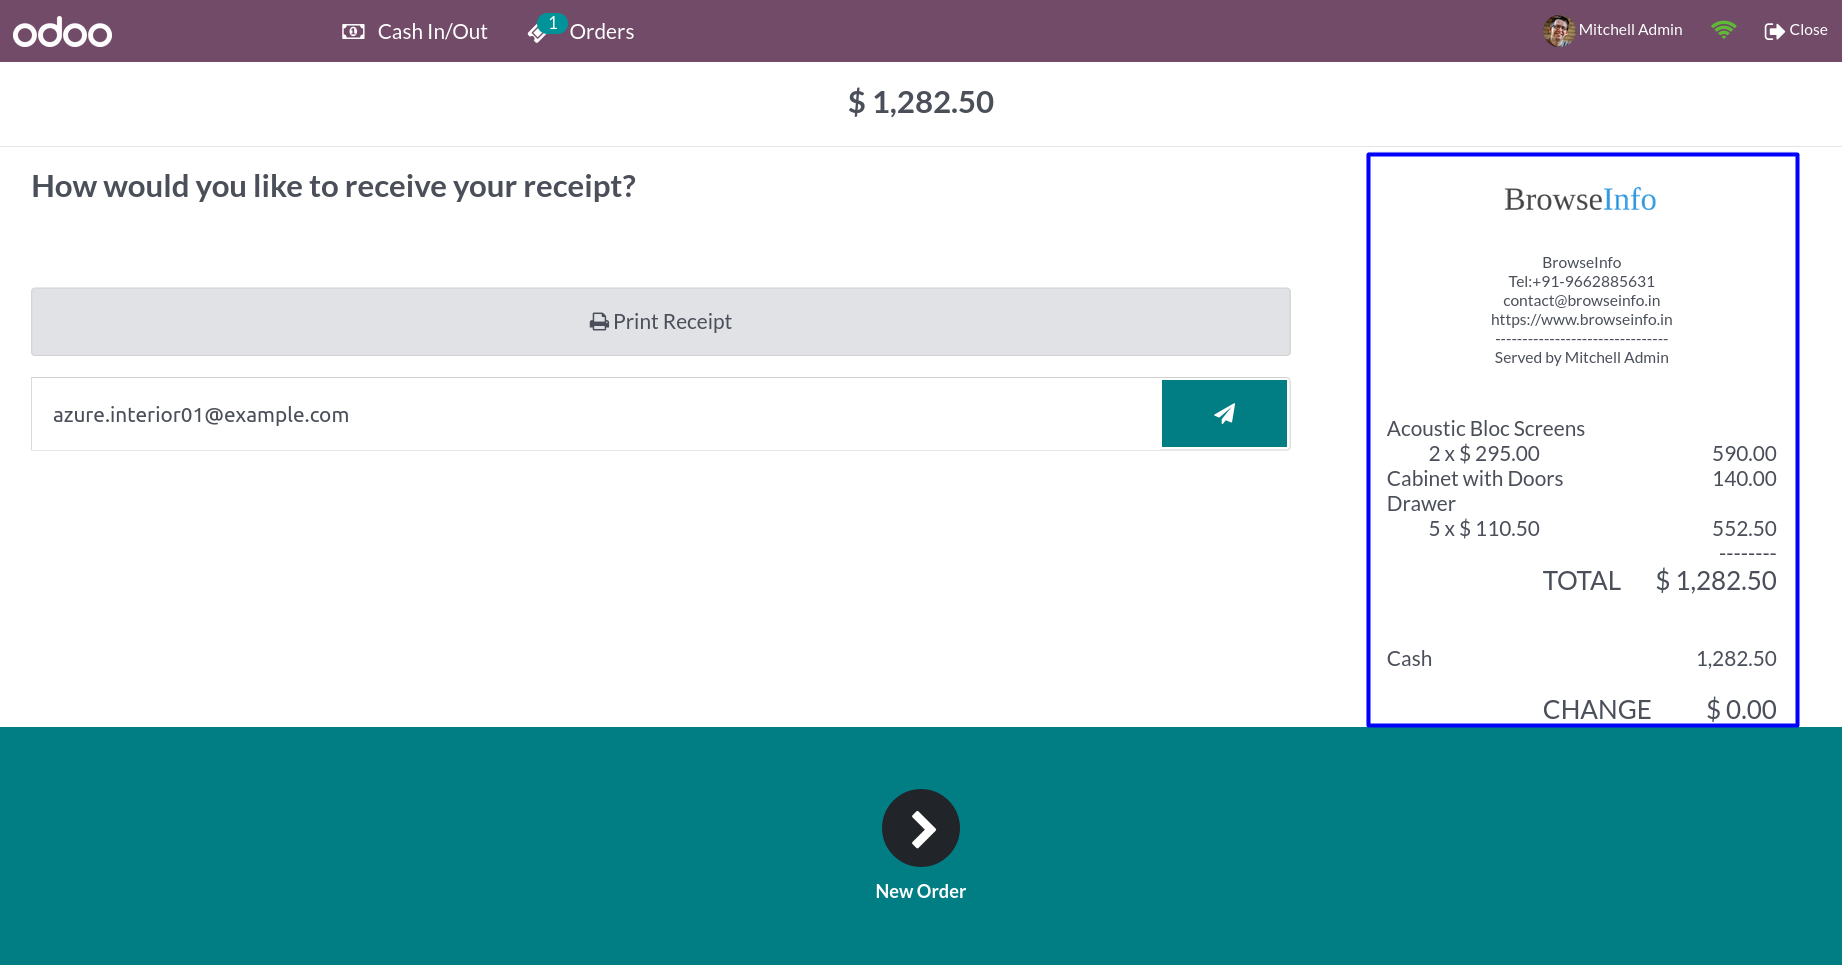 odoo
Cash In/Out
1
Orders
Mitchell Admin
Close
$ 1,282.50
How would you like to receive your receipt?
Print Receipt
azure.interior01@example.com
BrowseInfo
BrowseInfo
Tel:+91-9662885631
contact@browseinfo.in
https://www.browseinfo.in
--------------------------------
Served by Mitchell Admin
Acoustic Bloc Screens
2 x $ 295.00 590.00
Cabinet with Doors 140.00
Drawer
5 x $ 110.50 552.50
--------
TOTAL $ 1,282.50
Cash 1,282.50
CHANGE $ 0.00
New Order